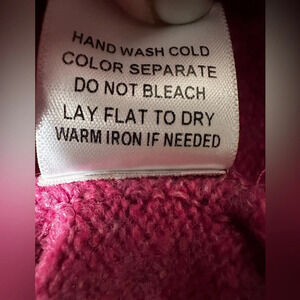 HAND WASH COLD
COLOR SEPARATE
DO NOT BLEACH
LAY FLAT TO DRY
WARM IRON IF NEEDED